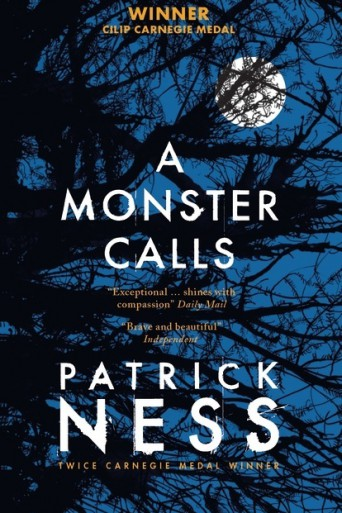 WINNER
CILIP CARNEGIE MEDAL
A
MONSTER
CALLS
“Exceptional ... shines with
compassion” Daily Mail
“Brave and beautiful”
Independent
PATRICK
NESS
TWICE CARNEGIE MEDAL WINNER